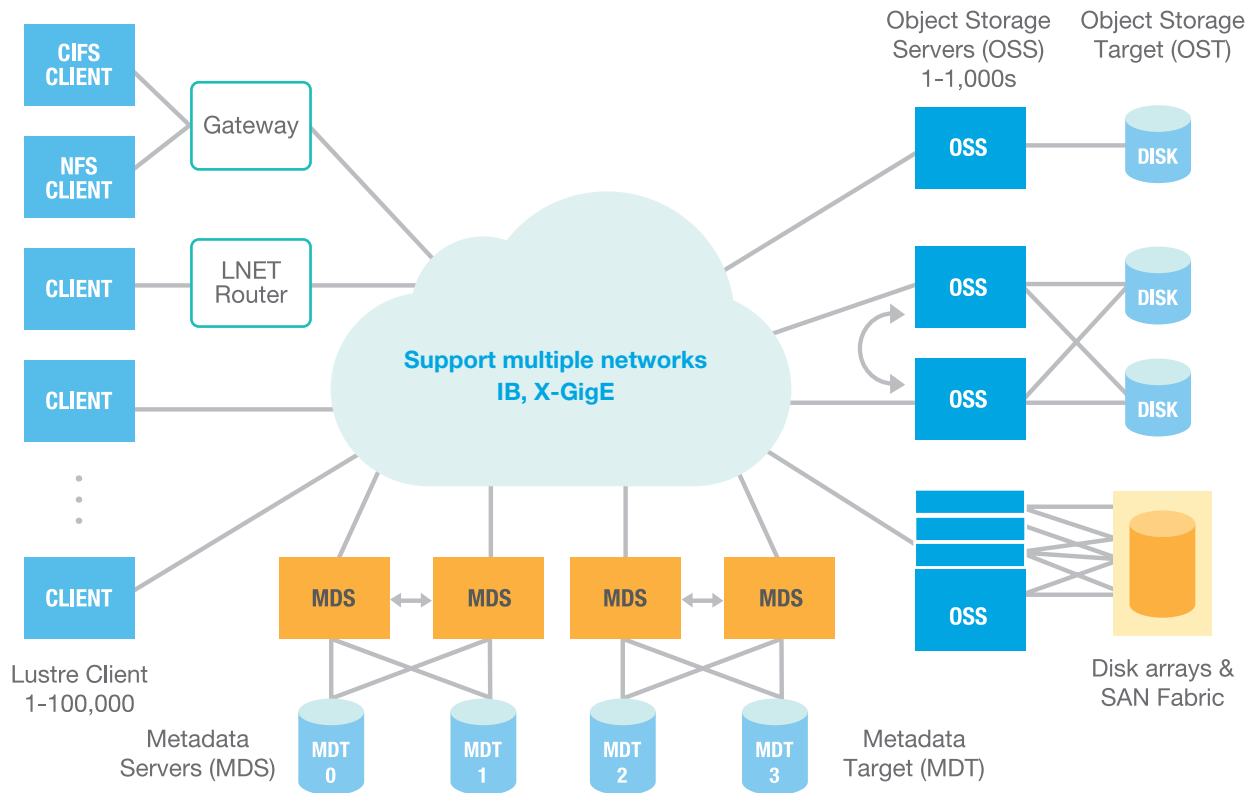 CIFS
CLIENT
NFS
CLIENT
CLIENT
CLIENT
CLIENT
Lustre Client
1-100,000
Gateway
LNET
Router
Support multiple networks
IB, X-GigE
Object Storage
Servers (OSS)
1-1,000s
Object Storage
Target (OST)
OSS
DISK
OSS
DISK
OSS
DISK
OSS
Disk arrays &
SAN Fabric
MDS
MDS
MDS
MDS
Metadata
Servers (MDS)
MDT
0
MDT
1
MDT
2
MDT
3
Metadata
Target (MDT)